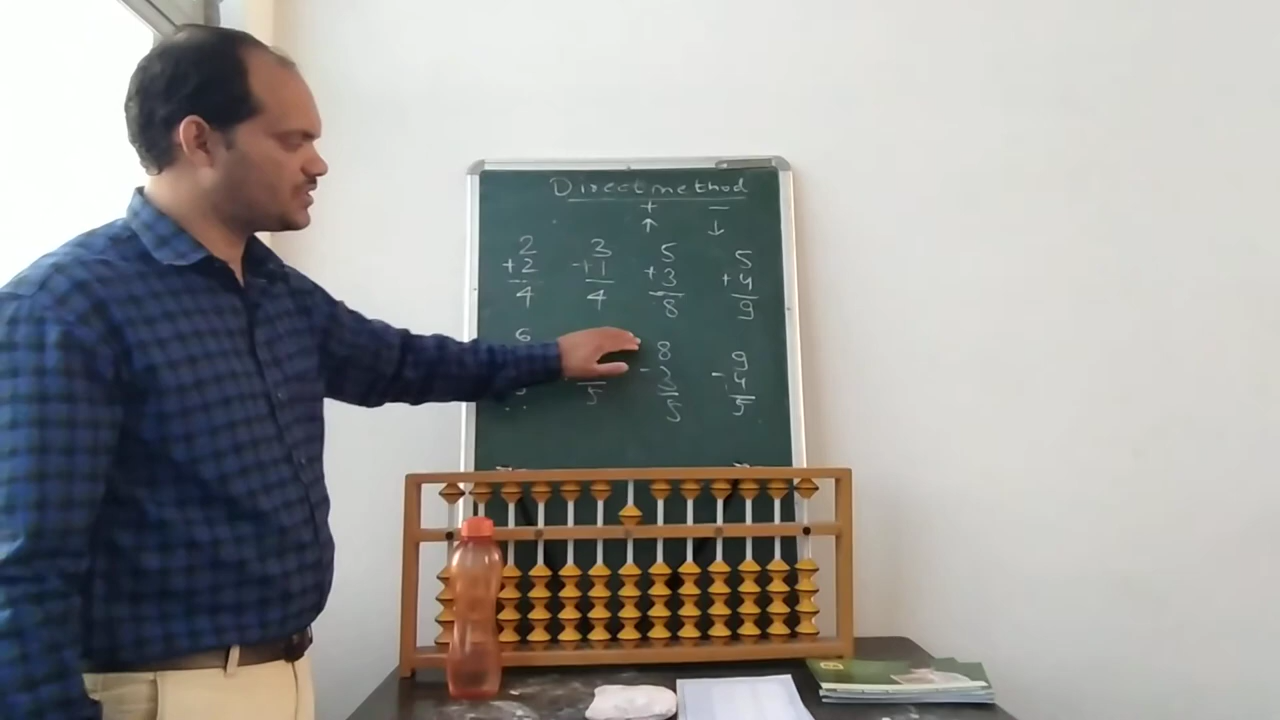 Direct method
+ −
↑ ↓
2 3 5 5
+2 +1 +3 +4
4 4 8 9
6 8 9
− −4
5 5 5 5